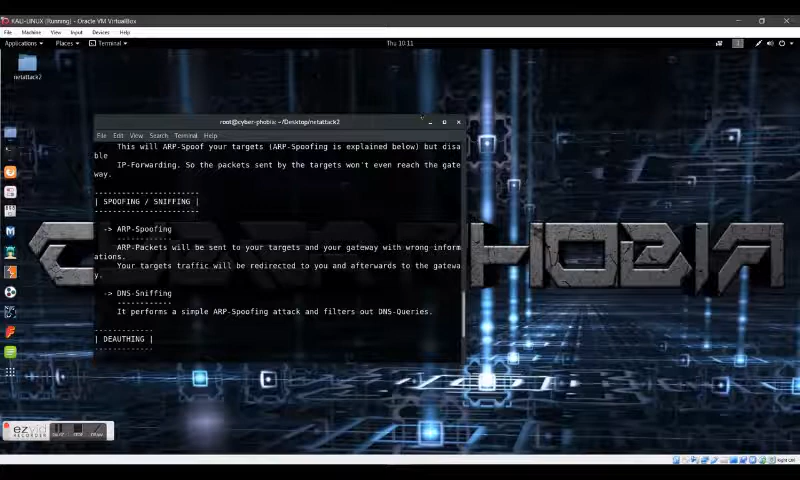 KALI-LINUX [Running] - Oracle VM VirtualBox
File Machine View Input Devices Help
Applications Places Terminal Thu 10:11
netattack2
root@cyber-phobia: ~/Desktop/netattack2
File Edit View Search Terminal Help
This will ARP-Spoof your targets (ARP-Spoofing is explained below) but disa
ble
IP-Forwarding. So the packets sent by the targets won't even reach the gate
way.
-----------------------
| SPOOFING / SNIFFING |
-----------------------
-> ARP-Spoofing
------------
ARP-Packets will be sent to your targets and your gateway with wrong inform
ations.
Your targets traffic will be redirected to you and afterwards to the gatewa
y.
-> DNS-Sniffing
------------
It performs a simple ARP-Spoofing attack and filters out DNS-Queries.
-------------
| DEAUTHING |
-------------
CYBERPHOBIA
ezvid
RECORDER
Right Ctrl